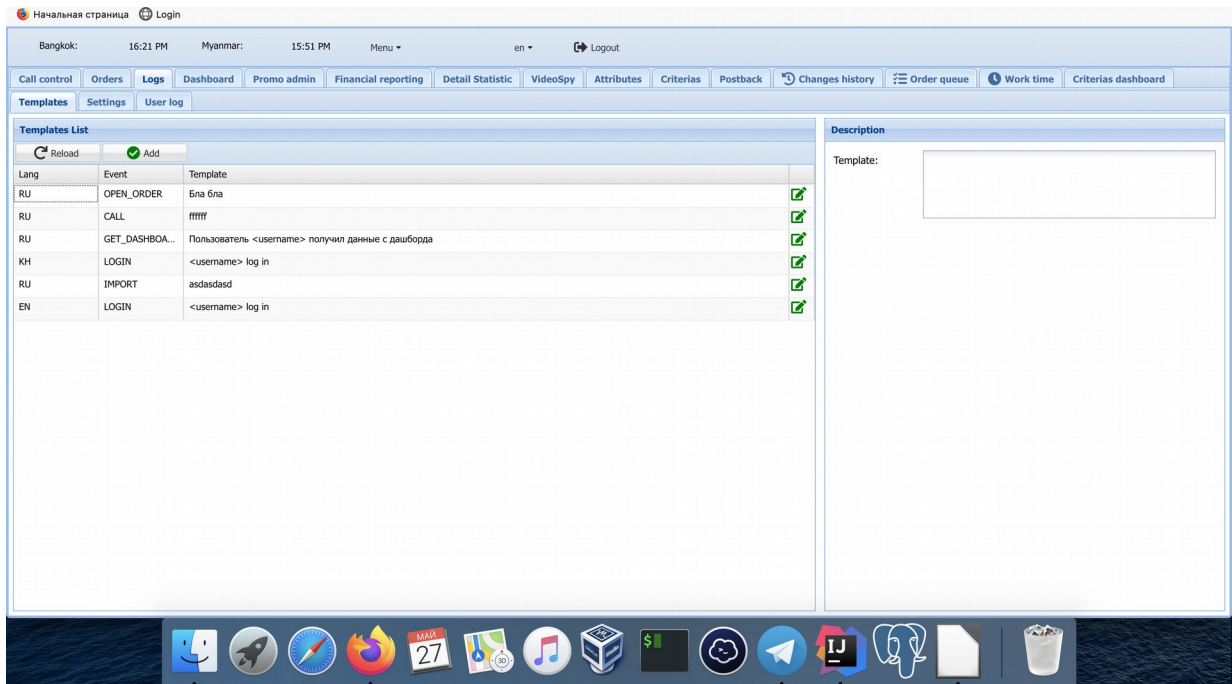 Начальная страница Login
Bangkok: 16:21 PM Myanmar: 15:51 PM Menu en Logout
Call control Orders Logs Dashboard Promo admin Financial reporting Detail Statistic VideoSpy Attributes Criterias Postback Changes history Order queue Work time Criterias dashboard
Templates Settings User log
Templates List Description
Reload Add
Template:
Lang Event Template
RU OPEN_ORDER Бла бла
RU CALL ffffff
RU GET_DASHBOA... Пользователь <username> получил данные с дашборда
KH LOGIN <username> log in
RU IMPORT asdasdasd
EN LOGIN <username> log in
МАЙ
27
3D
$
IJ